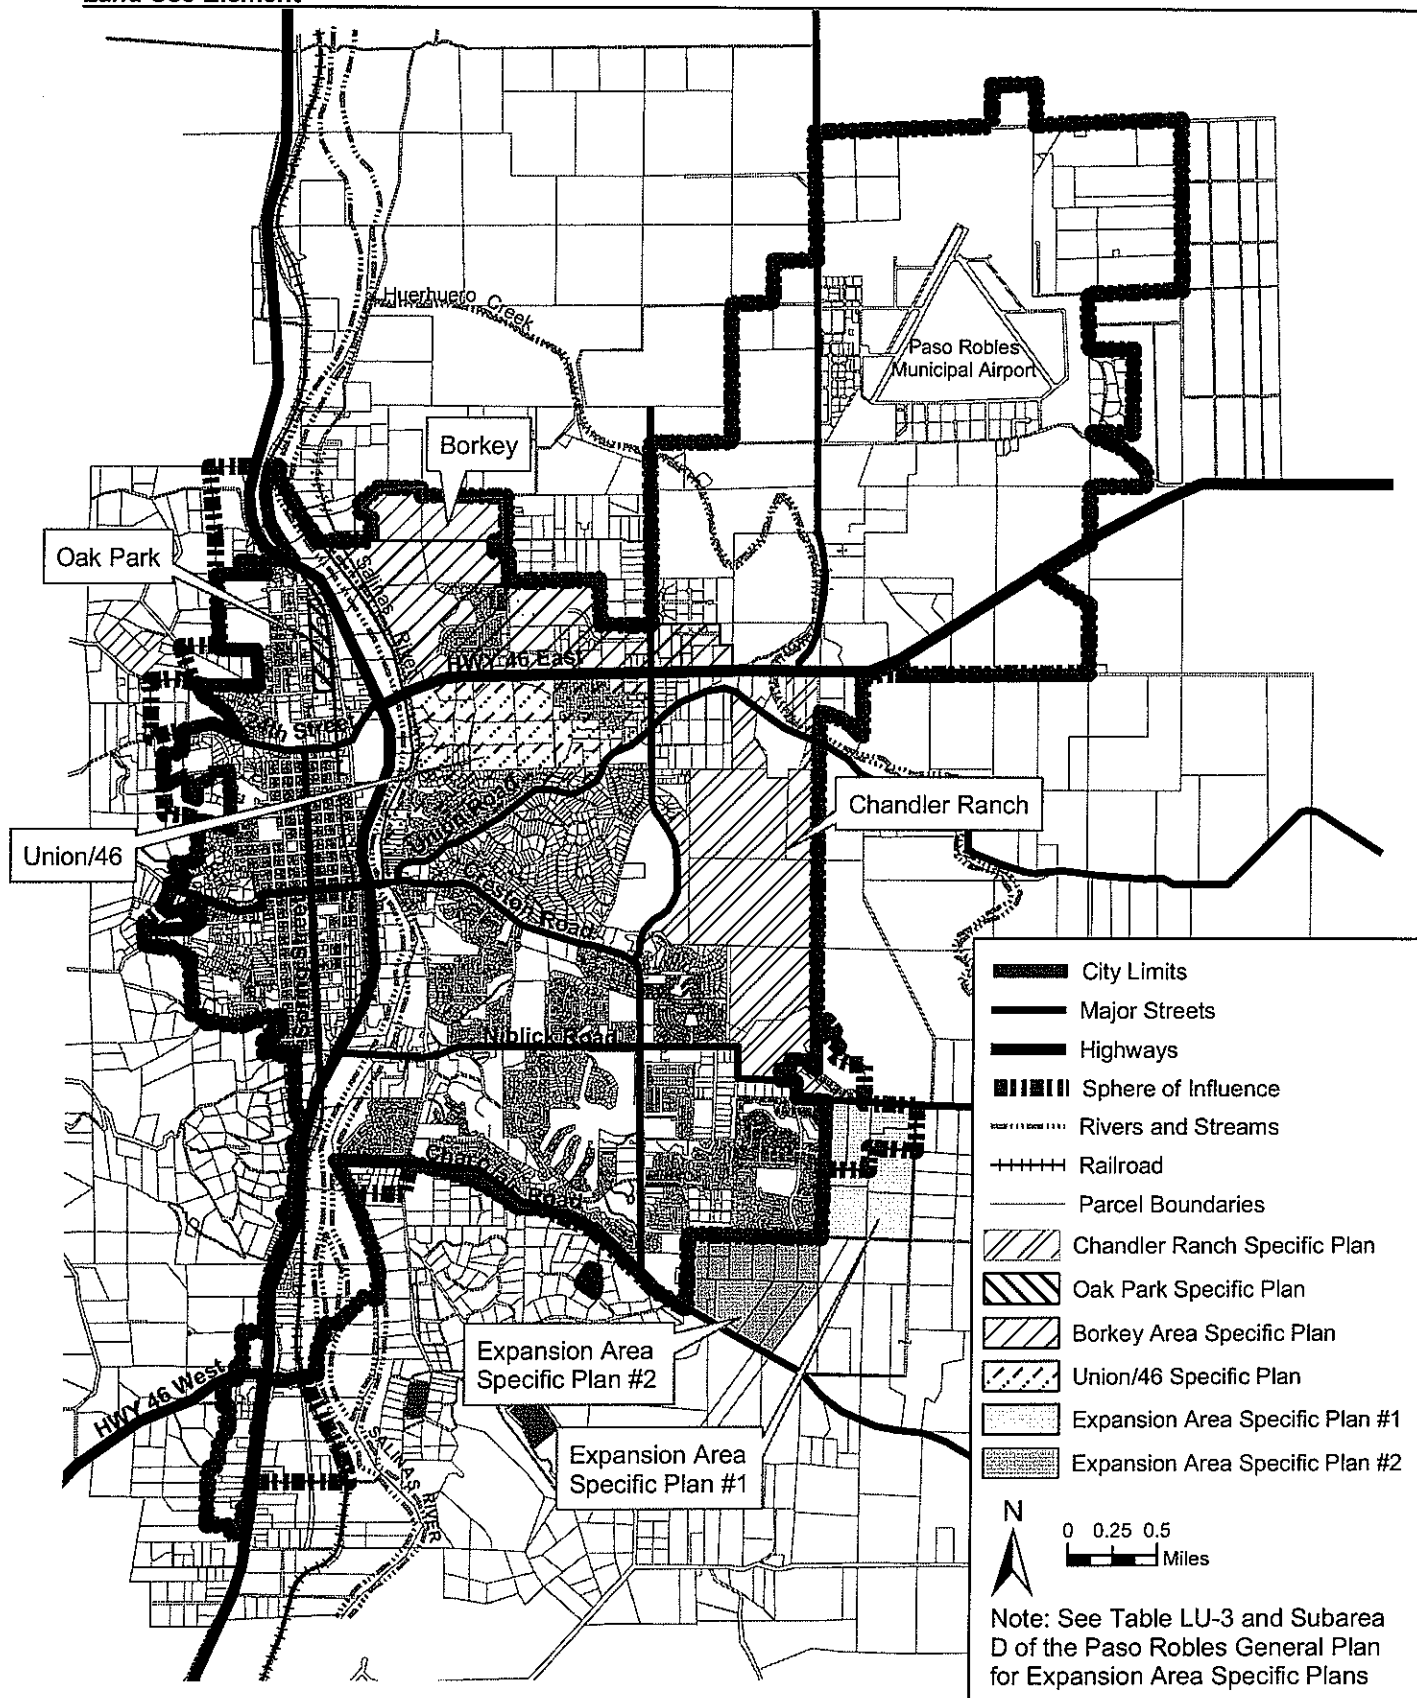 Land Use Element
Huerhuero Creek
Paso Robles
Municipal Airport
Borkey
Oak Park
Salinas River
HWY 46 East
24th Street
Union Road
Chandler Ranch
Union/46
Creston Road
Spring Street
Niblick Road
Charolais Road
Expansion Area
Specific Plan #2
HWY 46 West
Expansion Area
Specific Plan #1
SALINAS RIVER
City Limits
Major Streets
Highways
Sphere of Influence
Rivers and Streams
Railroad
Parcel Boundaries
Chandler Ranch Specific Plan
Oak Park Specific Plan
Borkey Area Specific Plan
Union/46 Specific Plan
Expansion Area Specific Plan #1
Expansion Area Specific Plan #2
N
0 0.25 0.5
Miles
Note: See Table LU-3 and Subarea
D of the Paso Robles General Plan
for Expansion Area Specific Plans